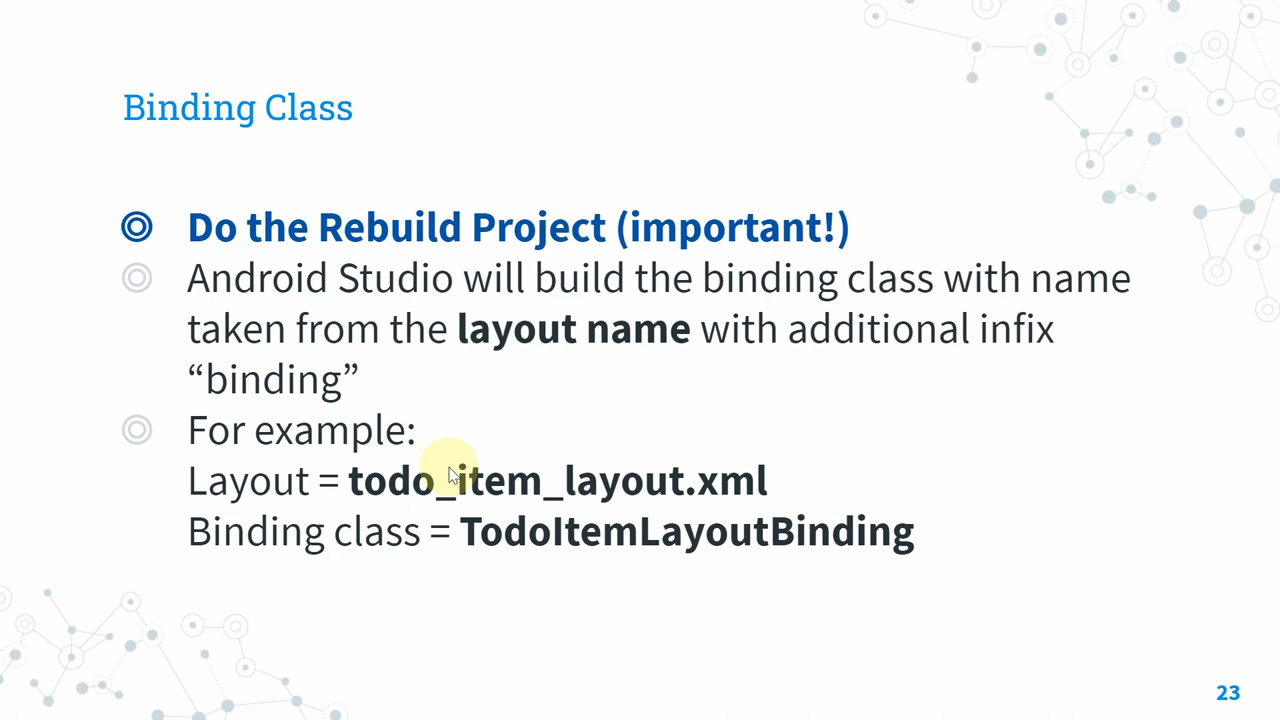 Binding Class
Do the Rebuild Project (important!)
Android Studio will build the binding class with name
taken from the layout name with additional infix
“binding”
For example:
Layout = todo_item_layout.xml
Binding class = TodoItemLayoutBinding
23